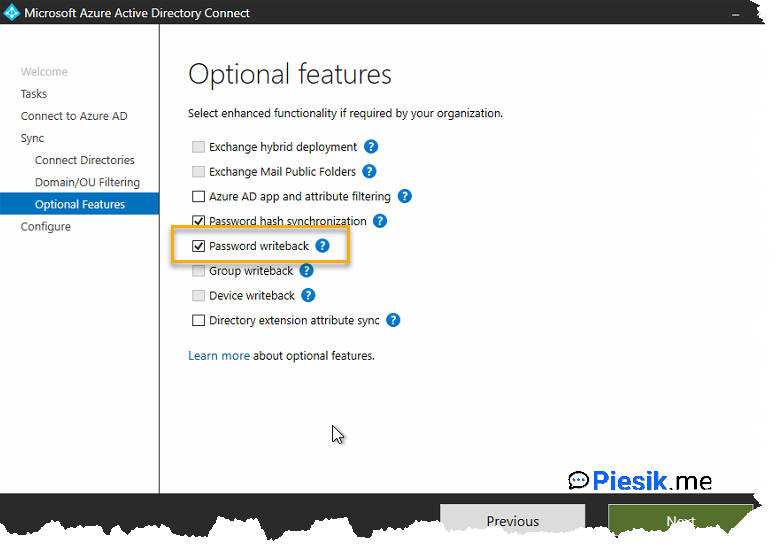 Microsoft Azure Active Directory Connect
Welcome
Tasks
Connect to Azure AD
Sync
Connect Directories
Domain/OU Filtering
Optional Features
Configure
Optional features
Select enhanced functionality if required by your organization.
Exchange hybrid deployment ?
Exchange Mail Public Folders ?
Azure AD app and attribute filtering ?
Password hash synchronization ?
Password writeback ?
Group writeback ?
Device writeback ?
Directory extension attribute sync ?
Learn more about optional features.
Piesik.me
Previous
Next